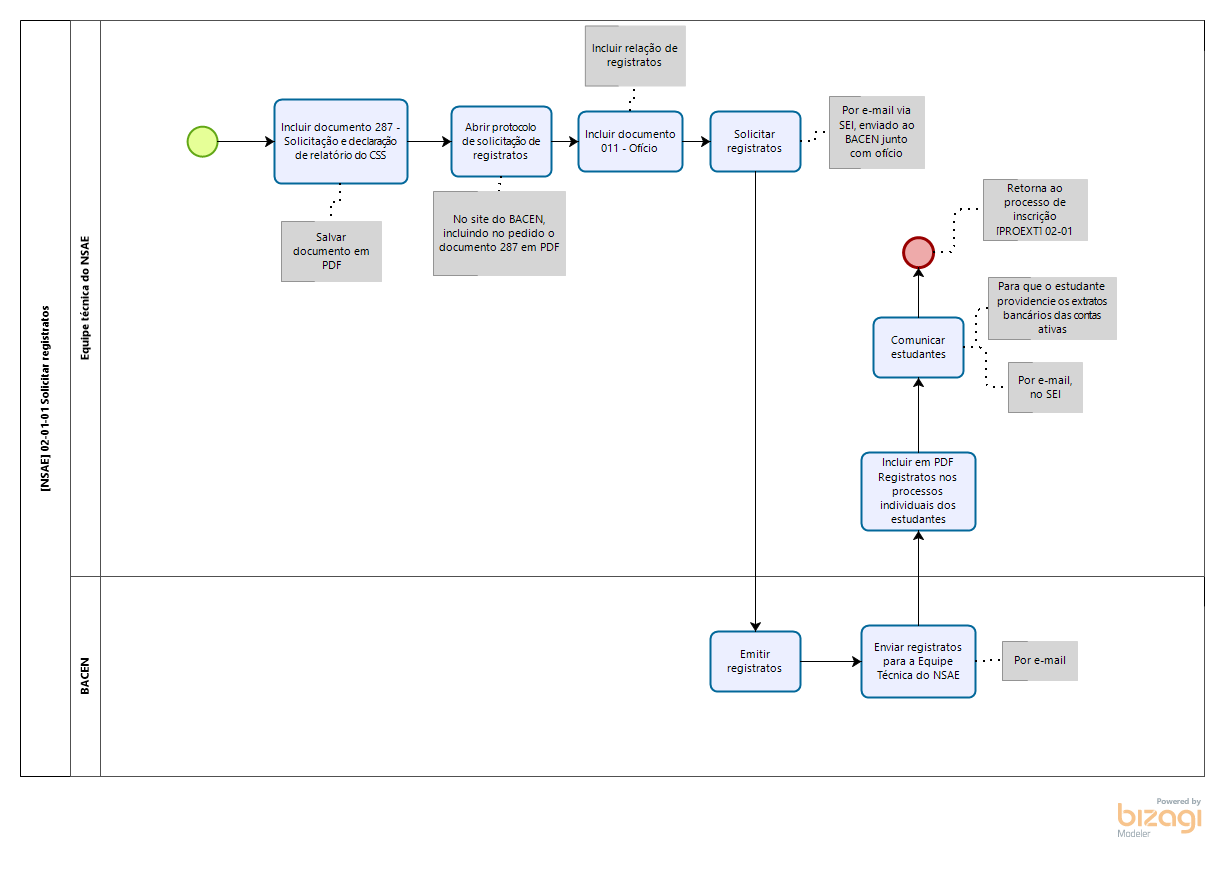 [NSAE] 02-01-01 Solicitar registratos
Equipe técnica do NSAE
Incluir documento 287 -
Solicitação e declaração
de relatório do CSS
Salvar
documento em
PDF
Abrir protocolo
de solicitação de
registratos
No site do BACEN,
incluindo no pedido o
documento 287 em PDF
Incluir relação de
registratos
Incluir documento
011 - Ofício
Solicitar
registratos
Por e-mail via
SEI, enviado ao
BACEN junto
com ofício
Retorna ao
processo de
inscrição
[PROEXT] 02-01
Para que o estudante
providencie os extratos
bancários das contas
ativas
Comunicar
estudantes
Por e-mail,
no SEI
Incluir em PDF
Registratos nos
processos
individuais dos
estudantes
BACEN
Emitir
registratos
Enviar registratos
para a Equipe
Técnica do NSAE
Por e-mail
Powered by
bizagi
Modeler